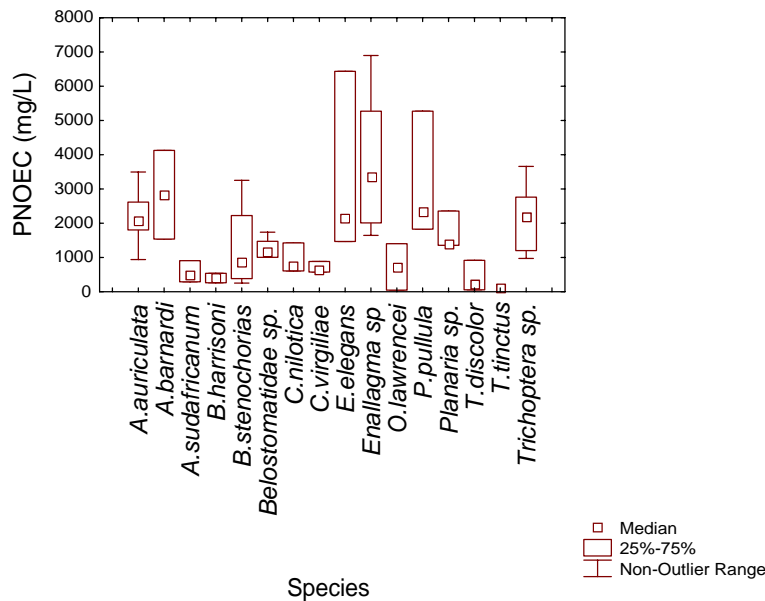 PNOEC (mg/L)
8000
7000
6000
5000
4000
3000
2000
1000
0
A.auriculata
A.barnardi
A.sudafricanum
B.harrisoni
B.stenochorias
Belostomatidae sp.
C.nilotica
C.virgiliae
E.elegans
Enallagma sp
O.lawrencei
P.pullula
Planaria sp.
T.discolor
T.tinctus
Trichoptera sp.
Species
Median
25%-75%
Non-Outlier Range